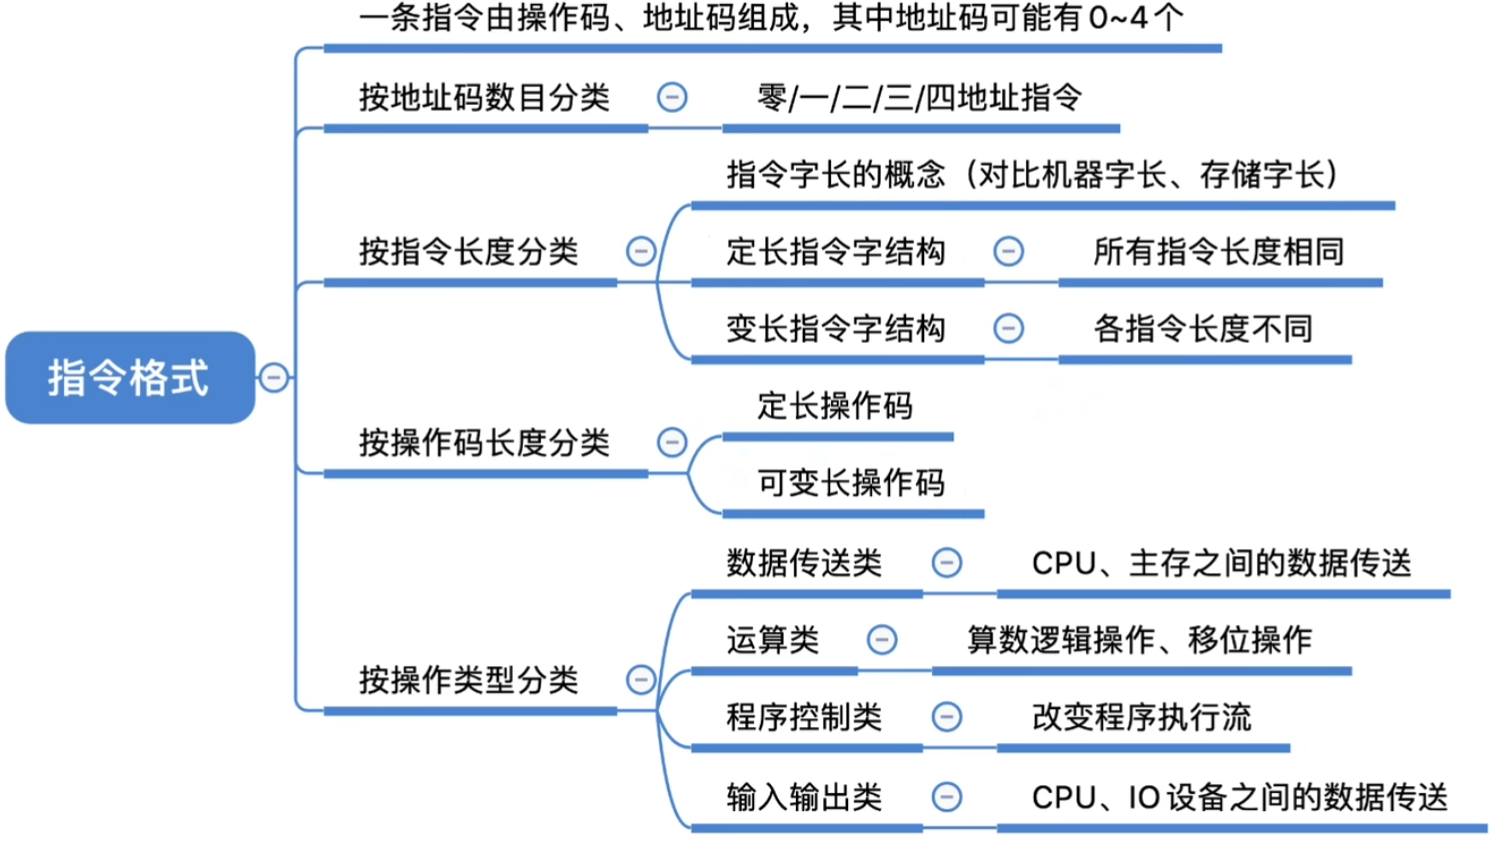 一条指令由操作码、地址码组成，其中地址码可能有0~4个
按地址码数目分类
零/一/二/三/四地址指令
按指令长度分类
指令字长的概念（对比机器字长、存储字长）
定长指令字结构
所有指令长度相同
变长指令字结构
各指令长度不同
指令格式
按操作码长度分类
定长操作码
可变长操作码
按操作类型分类
数据传送类
CPU、主存之间的数据传送
运算类
算数逻辑操作、移位操作
程序控制类
改变程序执行流
输入输出类
CPU、IO设备之间的数据传送